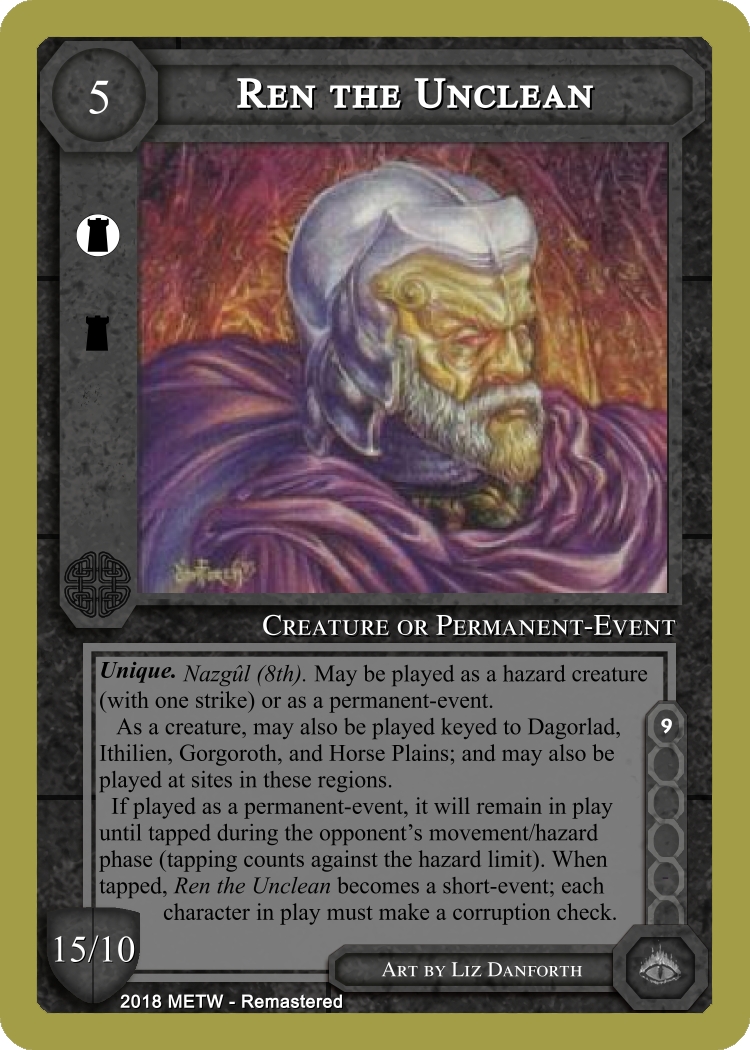 5
REN THE UNCLEAN
CREATURE OR PERMANENT-EVENT
Unique. Nazgûl (8th). May be played as a hazard creature
(with one strike) or as a permanent-event.
As a creature, may also be played keyed to Dagorlad,
Ithilien, Gorgoroth, and Horse Plains; and may also be
played at sites in these regions.
If played as a permanent-event, it will remain in play
until tapped during the opponent’s movement/hazard
phase (tapping counts against the hazard limit). When
tapped, Ren the Unclean becomes a short-event; each
character in play must make a corruption check.
9
15/10
ART BY LIZ DANFORTH
2018 METW - Remastered